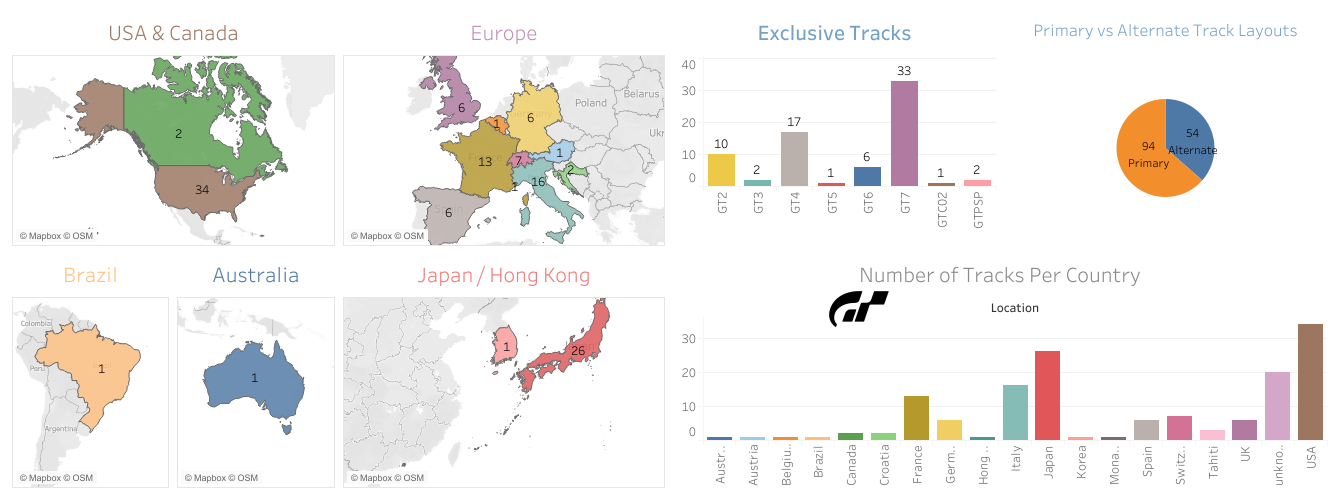 USA & Canada
2
34
© Mapbox © OSM
Europe
Poland
Belarus
Ukr
6
1
6
13
7
1
2
16
1
6
© Mapbox © OSM
Exclusive Tracks
40
30
20
10
0
10
2
17
1
6
33
1
2
GT2
GT3
GT4
GT5
GT6
GT7
GTC02
GTPSP
Primary vs Alternate Track Layouts
54
Alternate
94
Primary
Brazil
Colombia
Peru
Argentina
1
© Mapbox © OSM
Australia
1
© Mapbox © OSM
Japan / Hong Kong
1
26
© Mapbox © OSM
Number of Tracks Per Country
Location
30
20
10
0
Austr..
Austria
Belgiu..
Brazil
Canada
Croatia
France
Germ..
Hong ..
Italy
Japan
Korea
Mona..
Spain
Switz..
Tahiti
UK
unkno..
USA